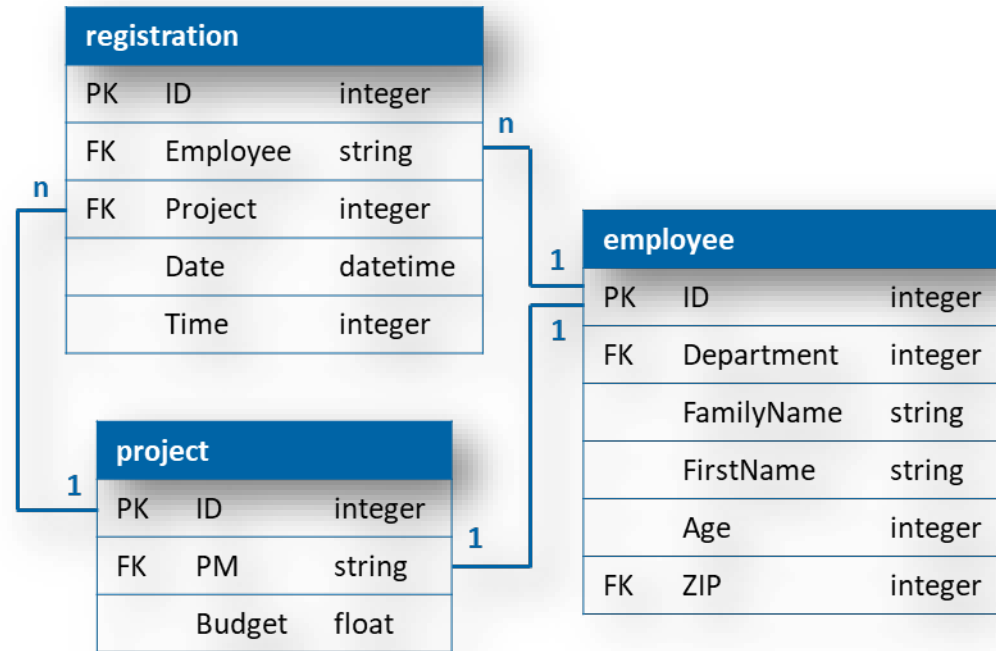 registration
PK ID integer
FK Employee string
FK Project integer
Date datetime
Time integer
n
n
1
1
employee
PK ID integer
FK Department integer
FamilyName string
FirstName string
Age integer
FK ZIP integer
project
PK ID integer
FK PM string
Budget float
1
1